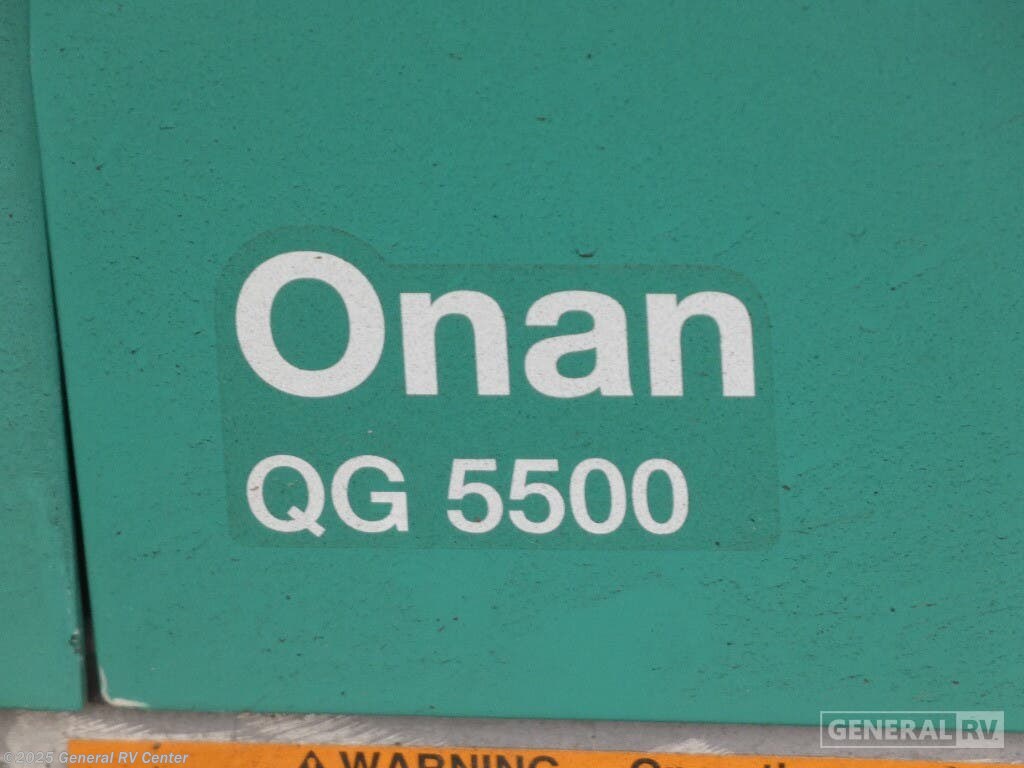 Onan
QG 5500
GENERAL RV.
⚠ WARNING
©2025 General RV Center